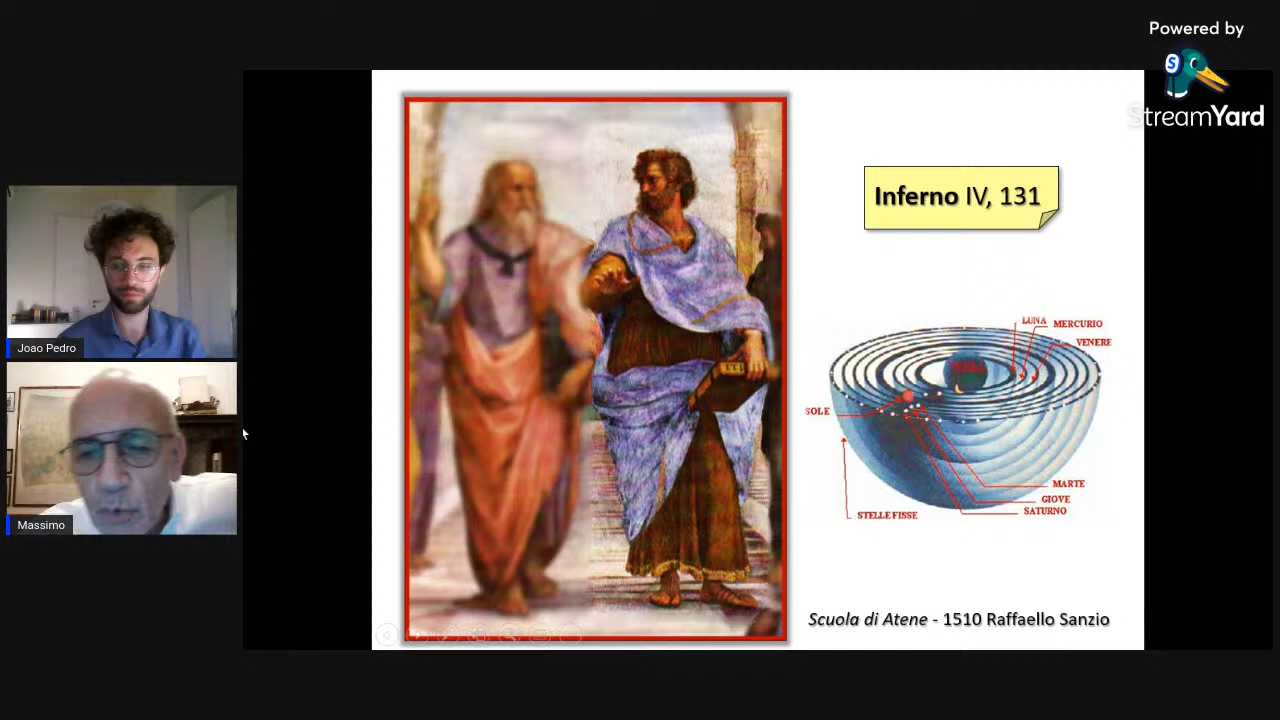 Powered by
StreamYard
Joao Pedro
Massimo
Inferno IV, 131
LUNA
MERCURIO
VENERE
SOLE
MARTE
GIOVE
SATURNO
STELLE FISSE
Scuola di Atene - 1510 Raffaello Sanzio